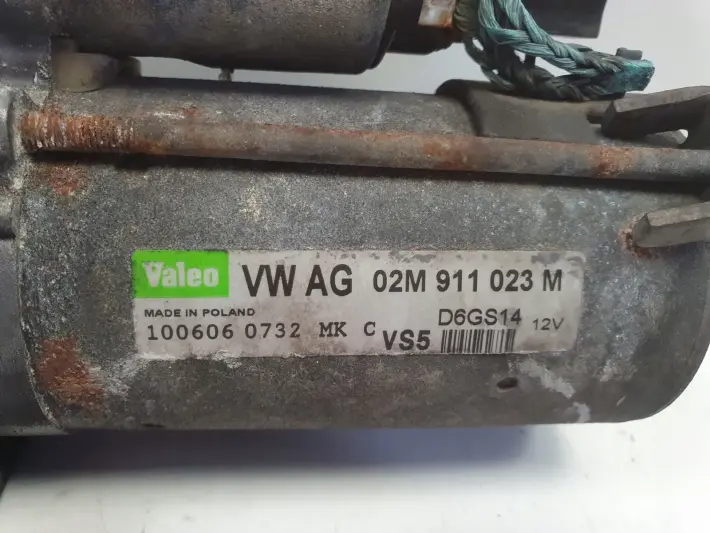 Valeo VW AG 02M 911 023 M
MADE IN POLAND
100606 0732 MK C VS5 D6GS14 12V